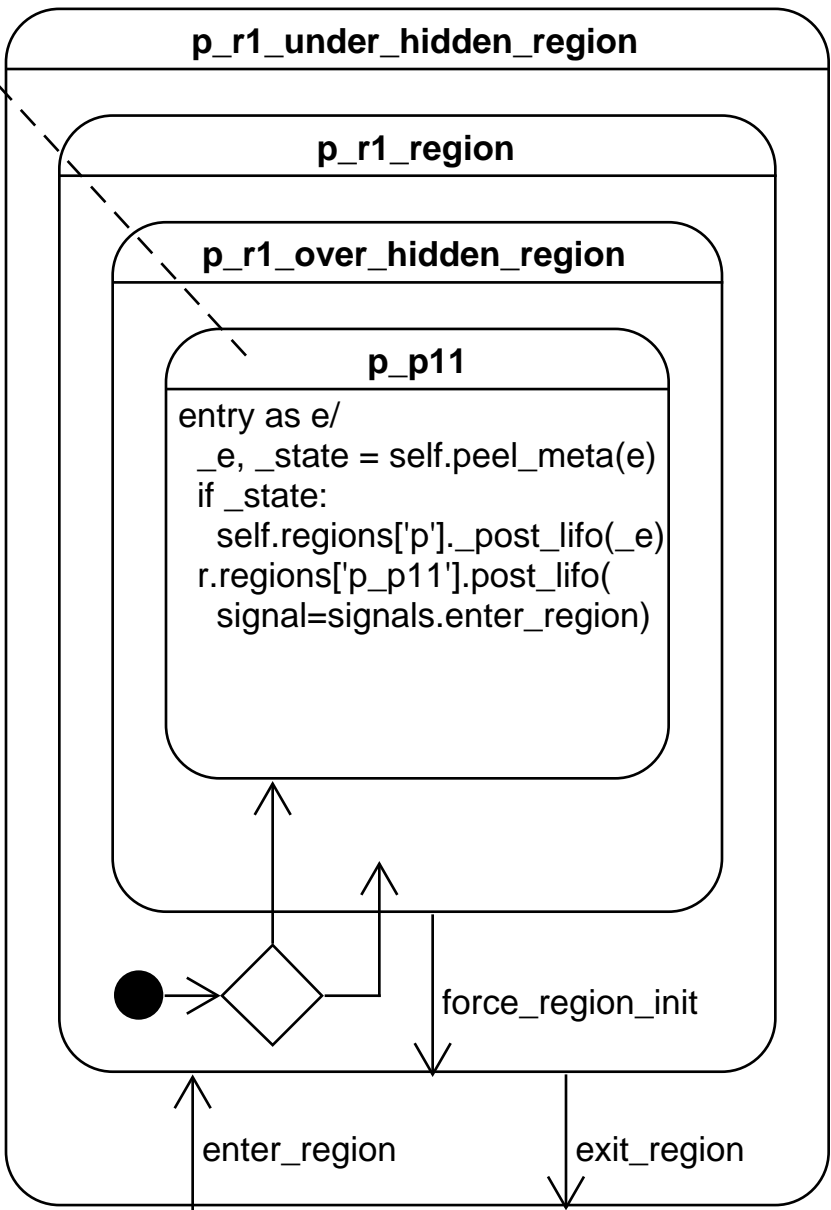 p_r1_under_hidden_region
p_r1_region
p_r1_over_hidden_region
p_p11
entry as e/
_e, _state = self.peel_meta(e)
if _state:
self.regions['p']._post_lifo(_e)
r.regions['p_p11'].post_lifo(
signal=signals.enter_region)
force_region_init
enter_region
exit_region